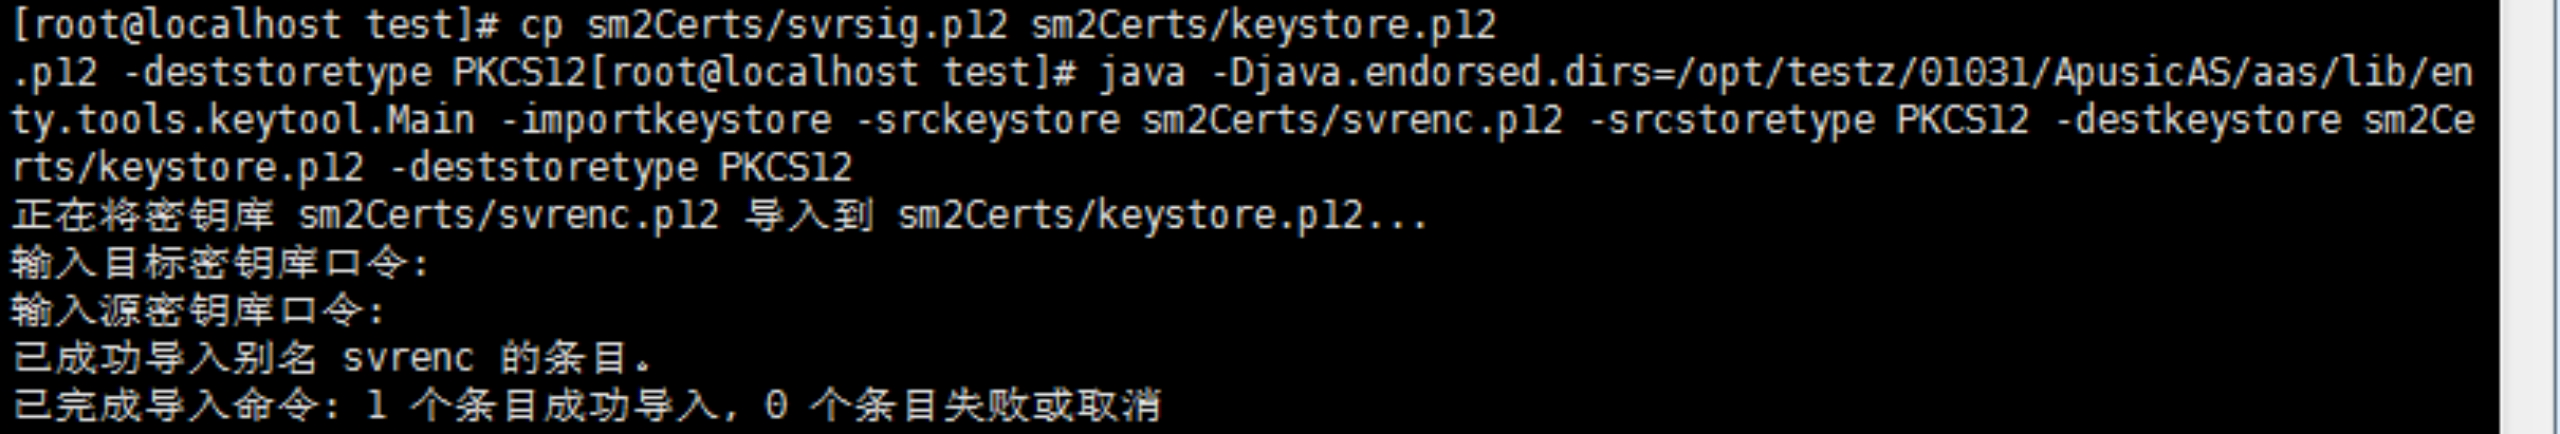 [root@localhost test]# cp sm2Certs/svrsig.p12 sm2Certs/keystore.p12
.p12 -deststoretype PKCS12[root@localhost test]# java -Djava.endorsed.dirs=/opt/testz/01031/ApusicAS/aas/lib/en
ty.tools.keytool.Main -importkeystore -srckeystore sm2Certs/svrenc.p12 -srcstoretype PKCS12 -destkeystore sm2Ce
rts/keystore.p12 -deststoretype PKCS12
正在将密钥库 sm2Certs/svrenc.p12 导入到 sm2Certs/keystore.p12...
输入目标密钥库口令:
输入源密钥库口令:
已成功导入别名 svrenc 的条目。
已完成导入命令: 1 个条目成功导入, 0 个条目失败或取消